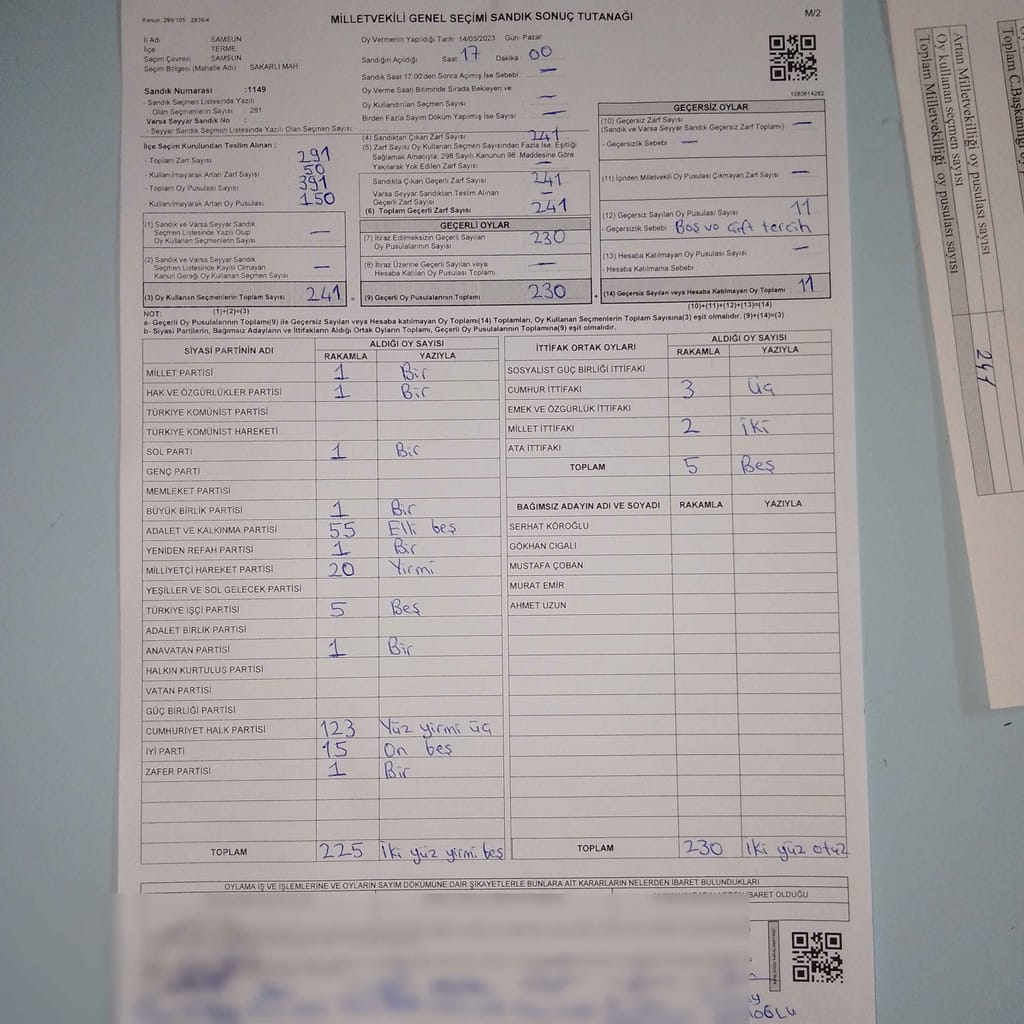 Kanun: 298/105 2839/4
MİLLETVEKİLİ GENEL SEÇİMİ SANDIK SONUÇ TUTANAĞI
M/2
İl Adı SAMSUN
İlçe TERME
Seçim Çevresi SAMSUN
Seçim Bölgesi (Mahalle Adı) SAKARLI MAH
Sandık Numarası :1149
- Sandık Seçmen Listesinde Yazılı
Olan Seçmenlerin Sayısı : 281
Varsa Seyyar Sandık No :
- Seyyar Sandık Seçmen Listesinde Yazılı Olan Seçmen Sayısı
İlçe Seçim Kurulundan Teslim Alınan :
- Toplam Zarf Sayısı 291
- Kullanılmayarak Artan Zarf Sayısı 50
- Toplam Oy Pusulası Sayısı 391
- Kullanılmayarak Artan Oy Pusulası 150
(1) Sandık ve Varsa Seyyar Sandık
Seçmen Listesinde Yazılı Olup
Oy Kullanan Seçmenlerin Sayısı —
(2) Sandık ve Varsa Seyyar Sandık
Seçmen Listesinde Kayıtlı Olmayan
Kanun Gereği Oy Kullanan Seçmen Sayısı —
(3) Oy Kullanan Seçmenlerin Toplam Sayısı 241 =
(1)+(2)=(3)
Oy Vermenin Yapıldığı Tarih :14/05/2023 Gün: Pazar
Sandığın Açıldığı Saat 17 Dakika 00
Sandık Saat 17:00'den Sonra Açımış İse Sebebi —
Oy Verme Saati Bitiminde Sırada Bekleyen ve
Oy Kullandırılan Seçmen Sayısı —
Birden Fazla Sayım Döküm Yapılmış İse Sayısı —
(4) Sandıktan Çıkan Zarf Sayısı 241
(5) Zarf Sayısı Oy Kullanan Seçmen Sayısından Fazla İse, Eşitliği
Sağlamak Amacıyla, 298 Sayılı Kanunun 98. Maddesine Göre
Yakılarak Yok Edilen Zarf Sayısı —
Sandıkta Çıkan Geçerli Zarf Sayısı 241
Varsa Seyyar Sandıktan Teslim Alınan
Geçerli Zarf Sayısı —
(6) Toplam Geçerli Zarf Sayısı 241
GEÇERLİ OYLAR
(7) İtiraz Edilmeksizin Geçerli Sayılan
Oy Pusulalarının Sayısı 230
(8) İtiraz Üzerine Geçerli Sayılan veya
Hesaba Katılan Oy Pusulası Toplamı —
(9) Geçerli Oy Pusulalarının Toplamı 230 +
1083614282
GEÇERSİZ OYLAR
(10) Geçersiz Zarf Sayısı
(Sandık ve Varsa Seyyar Sandık Geçersiz Zarf Toplamı) —
- Geçersizlik Sebebi —
(11) İçinden Milletvekili Oy Pusulası Çıkmayan Zarf Sayısı —
(12) Geçersiz Sayılan Oy Pusulası Sayısı 11
- Geçersizlik Sebebi Boş ve Çift tercih
(13) Hesaba Katılmayan Oy Pusulası Sayısı —
- Hesaba Katılmama Sebebi
(14) Geçersiz Sayılan veya Hesaba Katılmayan Oy Toplamı 11
(10)+(11)+(12)+(13)=(14)
NOT:
a- Geçerli Oy Pusulaları Toplamı(9) ile Geçersiz Sayılan veya Hesaba katılmayan Oy Toplamı(14) Toplamları, Oy Kullanan Seçmenlerin Toplam Sayısına(3) eşit olmalıdır. (9)+(14)=(3)
b- Siyasi Partilerin, Bağımsız Adayların ve İttifakların Aldığı Ortak Oyların Toplamı, Geçerli Oy Pusulalarının Toplamına(9) eşit olmalıdır.
SİYASİ PARTİNİN ADI
ALDIĞI OY SAYISI
RAKAMLA YAZIYLA
MİLLET PARTİSİ 1 Bir
HAK VE ÖZGÜRLÜKLER PARTİSİ 1 Bir
TÜRKİYE KOMÜNİST PARTİSİ
TÜRKİYE KOMÜNİST HAREKETİ
SOL PARTİ 1 Bir
GENÇ PARTİ
MEMLEKET PARTİSİ
BÜYÜK BİRLİK PARTİSİ 1 Bir
ADALET VE KALKINMA PARTİSİ 55 Elli beş
YENİDEN REFAH PARTİSİ 1 Bir
MİLLİYETÇİ HAREKET PARTİSİ 20 Yirmi
YEŞİLLER VE SOL GELECEK PARTİSİ
TÜRKİYE İŞÇİ PARTİSİ 5 Beş
ADALET BİRLİK PARTİSİ
ANAVATAN PARTİSİ 1 Bir
HALKIN KURTULUŞ PARTİSİ
VATAN PARTİSİ
GÜÇ BİRLİĞİ PARTİSİ
CUMHURİYET HALK PARTİSİ 123 Yüz yirmi üç
İYİ PARTİ 15 On beş
ZAFER PARTİSİ 1 Bir
TOPLAM 225 İki yüz yirmi beş
İTTİFAK ORTAK OYLARI
ALDIĞI OY SAYISI
RAKAMLA YAZIYLA
SOSYALİST GÜÇ BİRLİĞİ İTTİFAKI
CUMHUR İTTİFAKI 3 üç
EMEK VE ÖZGÜRLÜK İTTİFAKI
MİLLET İTTİFAKI 2 iki
ATA İTTİFAKI
TOPLAM 5 Beş
BAĞIMSIZ ADAYIN ADI VE SOYADI RAKAMLA YAZIYLA
SERHAT KÖROĞLU
GÖKHAN CIGALI
MUSTAFA ÇOBAN
MURAT EMİR
AHMET UZUN
TOPLAM 230 iki yüz otuz
OYLAMA İŞ VE İŞLEMLERİNE VE OYLARIN SAYIM DÖKÜMÜNE DAİR ŞİKAYETLERLE BUNLARA AİT KARARLARIN NELERDEN İBARET BULUNDUKLARI
İBARET OLDUĞU
OĞLU
Artan Milletvekilliği oy pusulası sayısı
Oy kullanan seçmen sayısı
Toplam Milletvekilliği oy pusulası sayısı
241